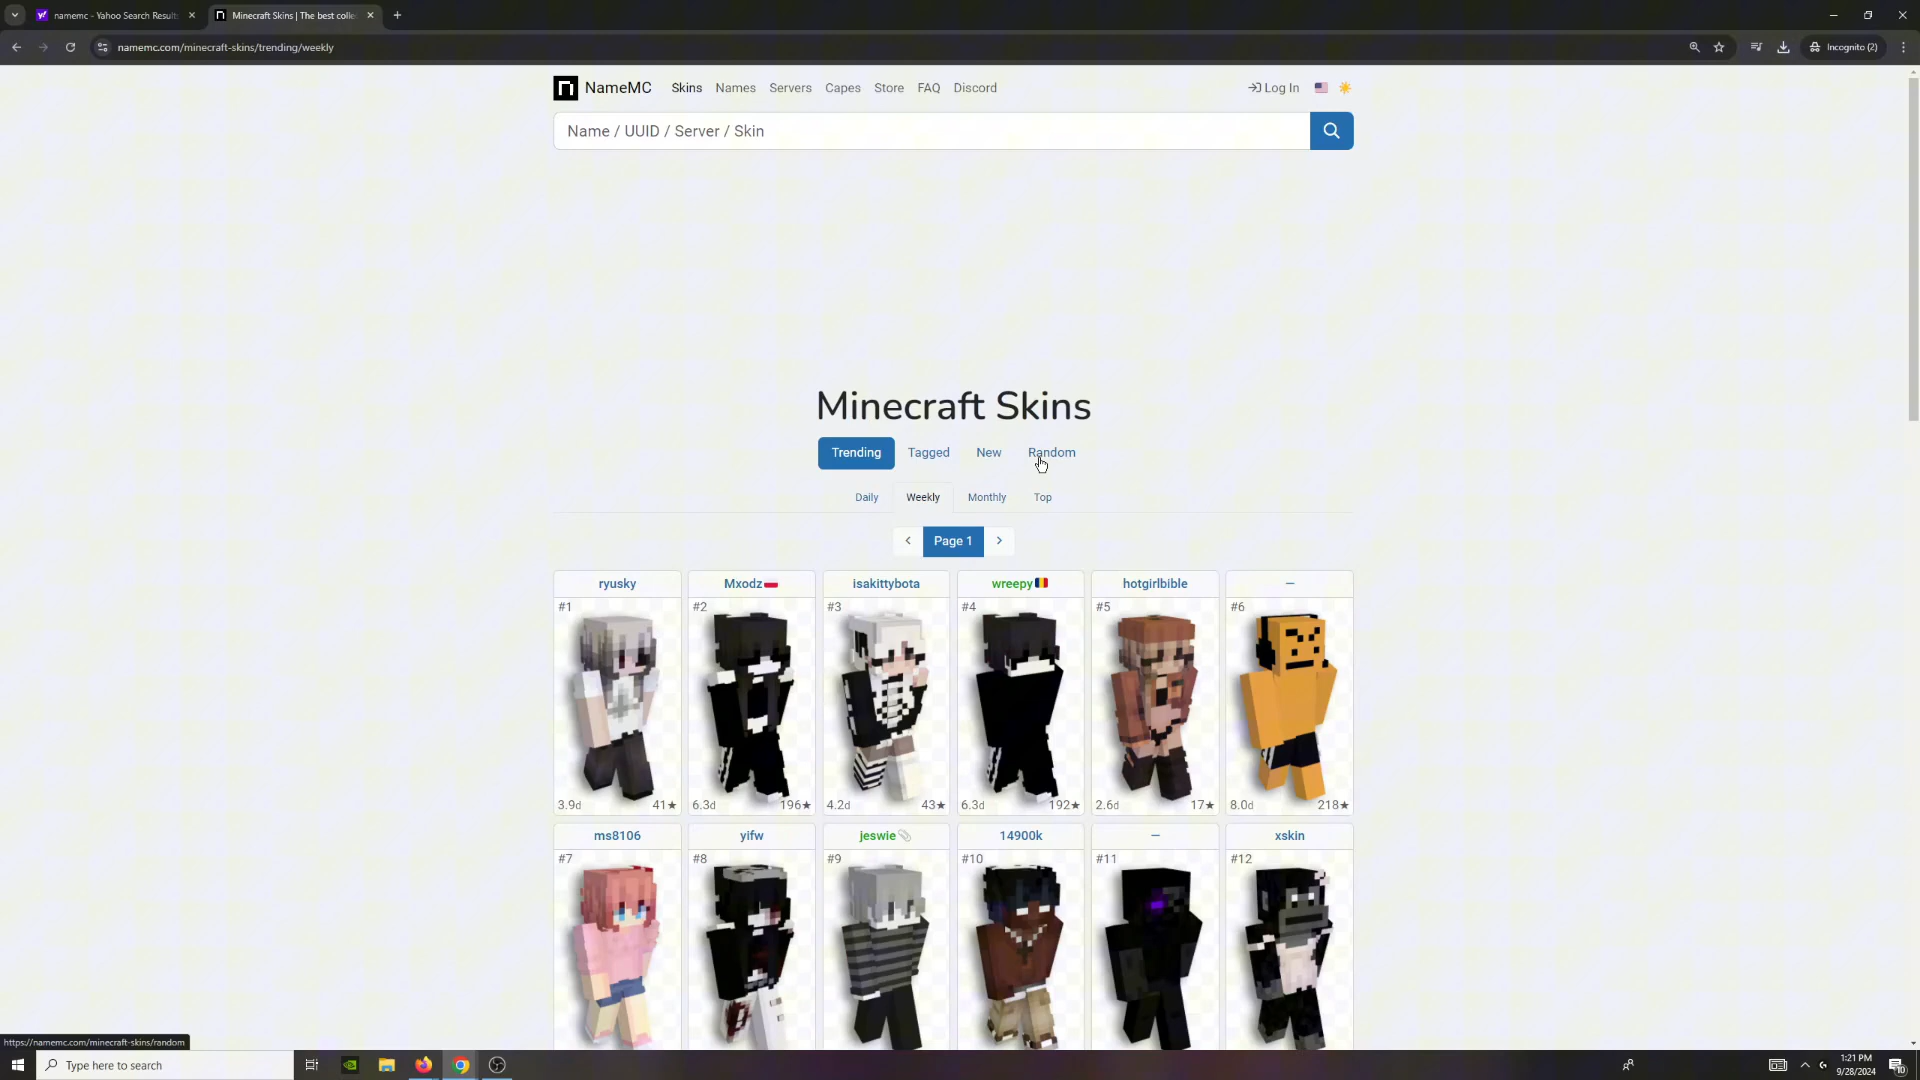 namemc - Yahoo Search Results
Minecraft Skins | The best colle
namemc.com/minecraft-skins/trending/weekly
Incognito (2)
NameMC
Skins
Names
Servers
Capes
Store
FAQ
Discord
Log In
Name / UUID / Server / Skin
Minecraft Skins
Trending
Tagged
New
Random
Daily
Weekly
Monthly
Top
Page 1
ryusky
Mxodz
isakittybota
wreepy
hotgirlbible
—
#1
#2
#3
#4
#5
#6
3.9d 41★
6.3d 196★
4.2d 43★
6.3d 192★
2.6d 17★
8.0d 218★
ms8106
yifw
jeswie
14900k
—
xskin
#7
#8
#9
#10
#11
#12
https://namemc.com/minecraft-skins/random
Type here to search
1:21 PM
9/28/2024
10